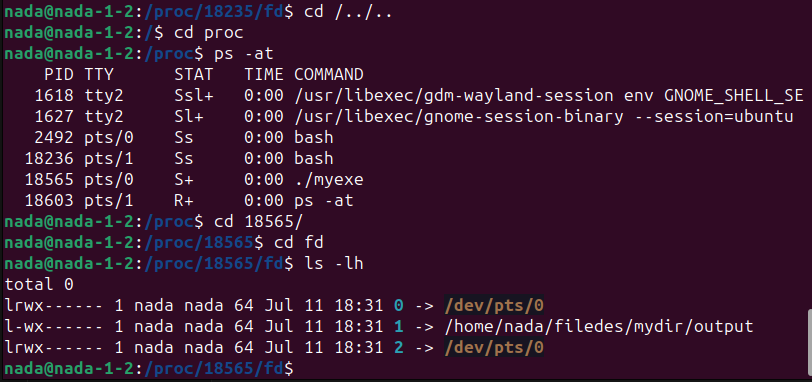 nada@nada-1-2:/proc/18235/fd$ cd /../..
nada@nada-1-2:/$ cd proc
nada@nada-1-2:/proc$ ps -at
    PID TTY      STAT   TIME COMMAND
   1618 tty2     Ssl+   0:00 /usr/libexec/gdm-wayland-session env GNOME_SHELL_SE
   1627 tty2     Sl+    0:00 /usr/libexec/gnome-session-binary --session=ubuntu
   2492 pts/0    Ss     0:00 bash
  18236 pts/1    Ss     0:00 bash
  18565 pts/0    S+     0:00 ./myexe
  18603 pts/1    R+     0:00 ps -at
nada@nada-1-2:/proc$ cd 18565/
nada@nada-1-2:/proc/18565$ cd fd
nada@nada-1-2:/proc/18565/fd$ ls -lh
total 0
lrwx------ 1 nada nada 64 Jul 11 18:31 0 -> /dev/pts/0
l-wx------ 1 nada nada 64 Jul 11 18:31 1 -> /home/nada/filedes/mydir/output
lrwx------ 1 nada nada 64 Jul 11 18:31 2 -> /dev/pts/0
nada@nada-1-2:/proc/18565/fd$